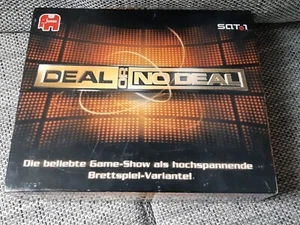 Jumbo
SAT.1
DEAL OR NO DEAL
Die beliebte Game-Show als hochspannende
Brettspiel-Variante!